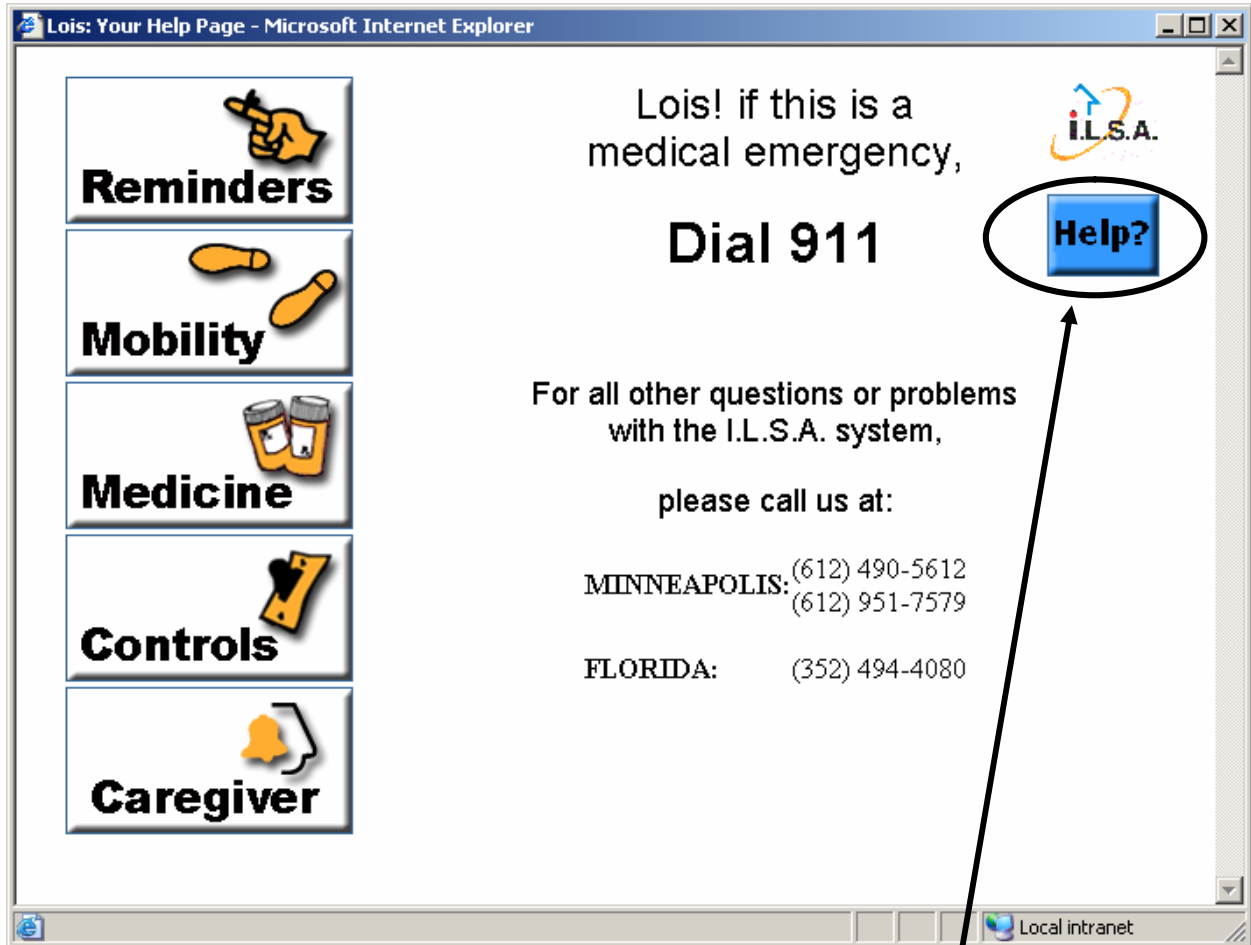 Lois: Your Help Page - Microsoft Internet Explorer
Reminders
Mobility
Medicine
Controls
Caregiver
Lois! if this is a
medical emergency,
Dial 911
I.L.S.A.
Help?
For all other questions or problems
with the I.L.S.A. system,
please call us at:
MINNEAPOLIS: (612) 490-5612
(612) 951-7579
FLORIDA: (352) 494-4080
Local intranet